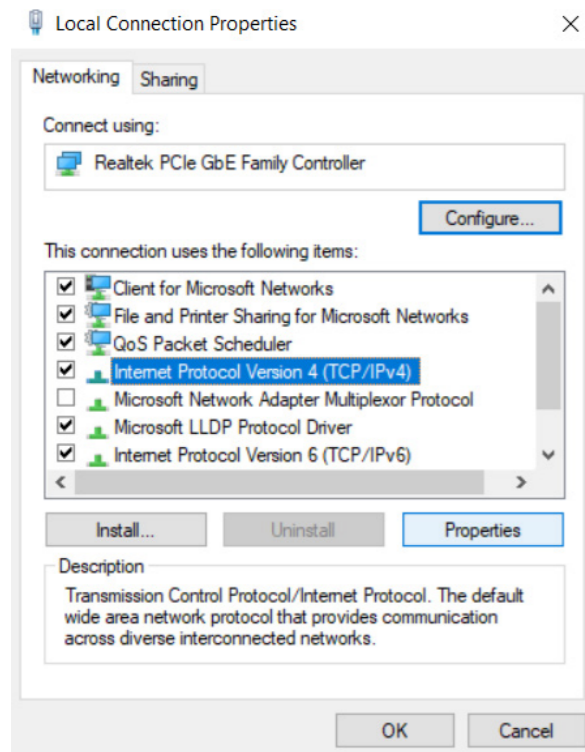 Local Connection Properties
Networking
Sharing
Connect using:
Realtek PCIe GbE Family Controller
Configure...
This connection uses the following items:
Client for Microsoft Networks
File and Printer Sharing for Microsoft Networks
QoS Packet Scheduler
Internet Protocol Version 4 (TCP/IPv4)
Microsoft Network Adapter Multiplexor Protocol
Microsoft LLDP Protocol Driver
Internet Protocol Version 6 (TCP/IPv6)
Install...
Uninstall
Properties
Description
Transmission Control Protocol/Internet Protocol. The default
wide area network protocol that provides communication
across diverse interconnected networks.
OK
Cancel